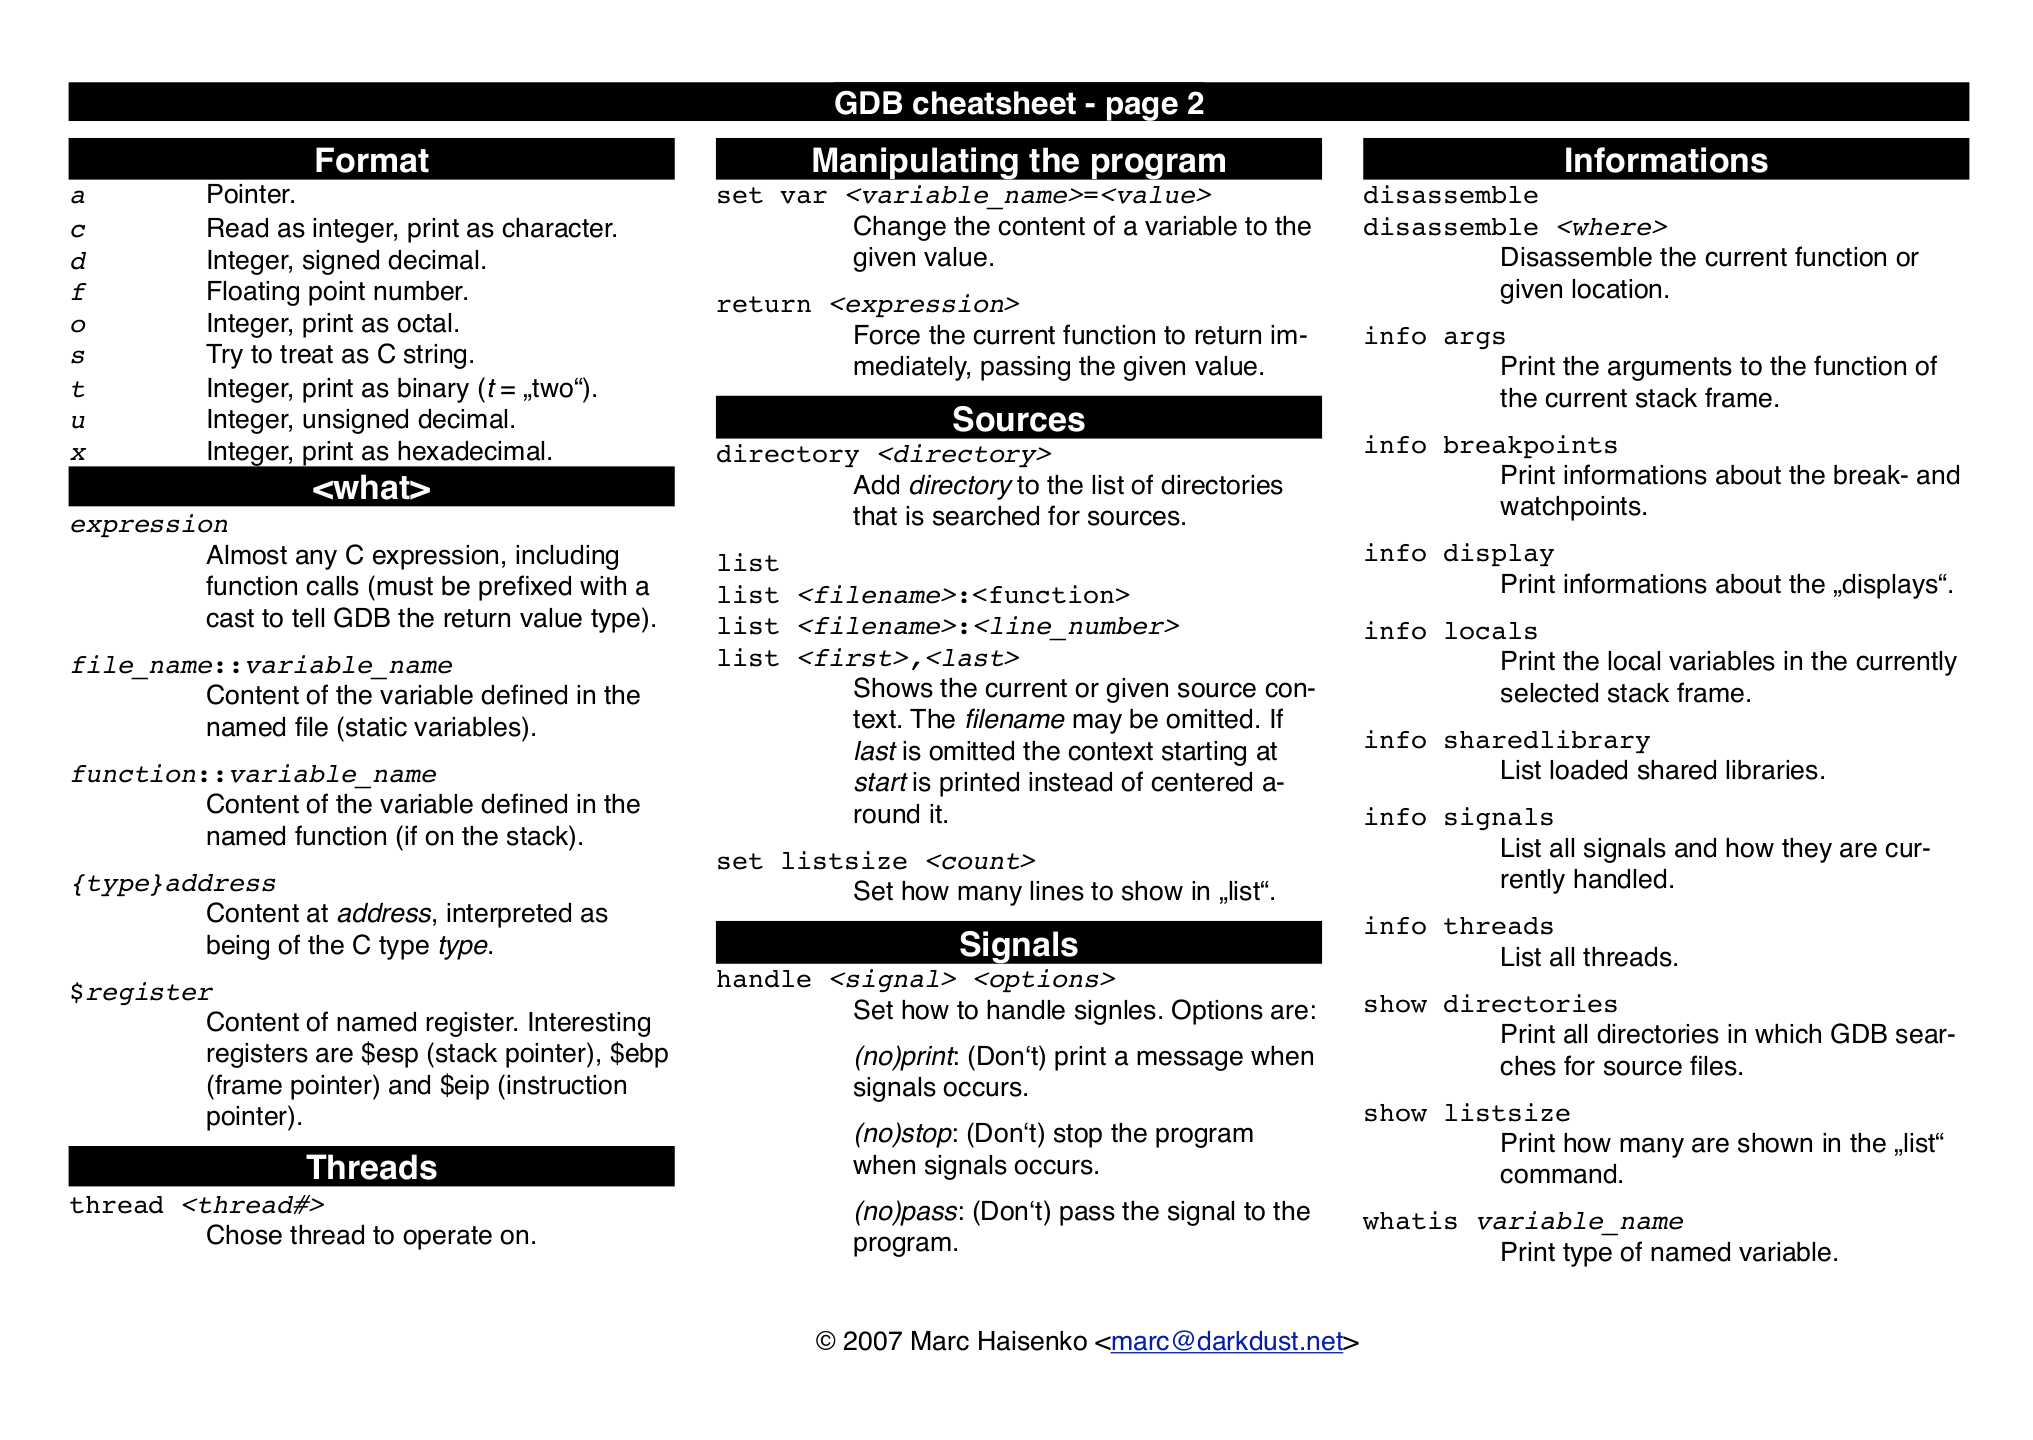 GDB cheatsheet - page 2
Format
a Pointer.
c Read as integer, print as character.
d Integer, signed decimal.
f Floating point number.
o Integer, print as octal.
s Try to treat as C string.
t Integer, print as binary (t = „two“).
u Integer, unsigned decimal.
x Integer, print as hexadecimal.
<what>
expression
Almost any C expression, including
function calls (must be prefixed with a
cast to tell GDB the return value type).
file_name::variable_name
Content of the variable defined in the
named file (static variables).
function::variable_name
Content of the variable defined in the
named function (if on the stack).
{type}address
Content at address, interpreted as
being of the C type type.
$register
Content of named register. Interesting
registers are $esp (stack pointer), $ebp
(frame pointer) and $eip (instruction
pointer).
Threads
thread <thread#>
Chose thread to operate on.
Manipulating the program
set var <variable_name>=<value>
Change the content of a variable to the
given value.
return <expression>
Force the current function to return im-
mediately, passing the given value.
Sources
directory <directory>
Add directory to the list of directories
that is searched for sources.
list
list <filename>:<function>
list <filename>:<line_number>
list <first>,<last>
Shows the current or given source con-
text. The filename may be omitted. If
last is omitted the context starting at
start is printed instead of centered a-
round it.
set listsize <count>
Set how many lines to show in „list“.
Signals
handle <signal> <options>
Set how to handle signles. Options are:
(no)print: (Don‘t) print a message when
signals occurs.
(no)stop: (Don‘t) stop the program
when signals occurs.
(no)pass: (Don‘t) pass the signal to the
program.
Informations
disassemble
disassemble <where>
Disassemble the current function or
given location.
info args
Print the arguments to the function of
the current stack frame.
info breakpoints
Print informations about the break- and
watchpoints.
info display
Print informations about the „displays“.
info locals
Print the local variables in the currently
selected stack frame.
info sharedlibrary
List loaded shared libraries.
info signals
List all signals and how they are cur-
rently handled.
info threads
List all threads.
show directories
Print all directories in which GDB sear-
ches for source files.
show listsize
Print how many are shown in the „list“
command.
whatis variable_name
Print type of named variable.
© 2007 Marc Haisenko <marc@darkdust.net>